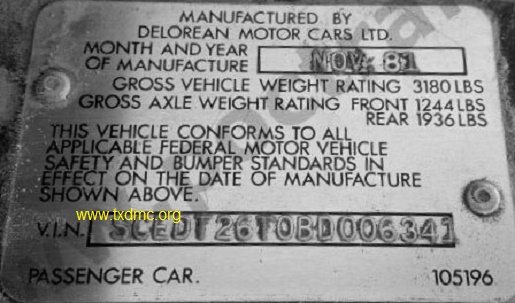 MANUFACTURED BY
DELOREAN MOTOR CARS LTD.
MONTH AND YEAR
OF MANUFACTURE NOV. 81
GROSS VEHICLE WEIGHT RATING 3180 LBS
GROSS AXLE WEIGHT RATING FRONT 1244 LBS
REAR 1936 LBS
THIS VEHICLE CONFORMS TO ALL
APPLICABLE FEDERAL MOTOR VEHICLE
SAFETY AND BUMPER STANDARDS IN
EFFECT ON THE DATE OF MANUFACTURE
SHOWN ABOVE.
www.txdmc.org
V.I.N. SCEDT26T0BD006341
PASSENGER CAR. 105196